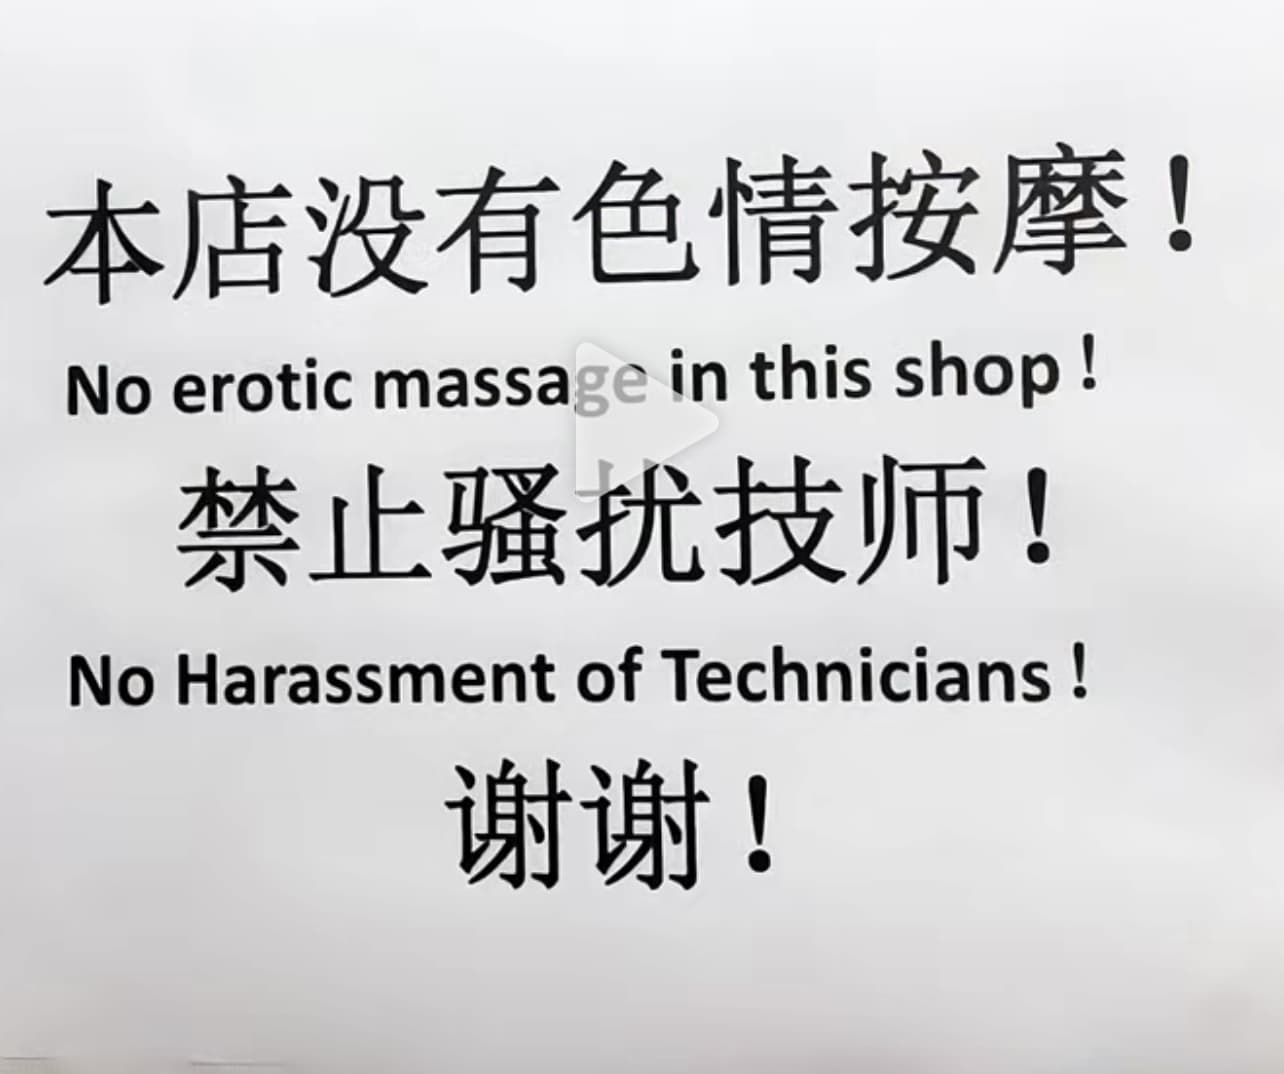 本店没有色情按摩！
No erotic massage in this shop！
禁止骚扰技师！
No Harassment of Technicians！
谢谢！